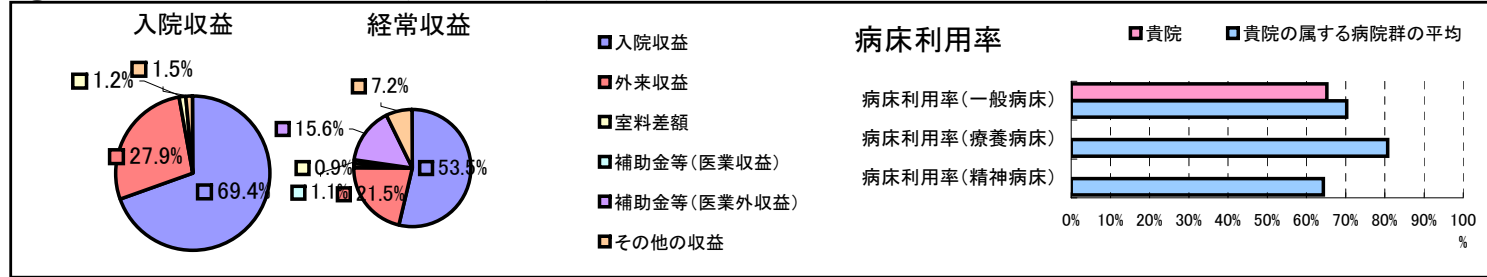 入院収益
1.2%
1.5%
27.9%
69.4%
経常収益
7.2%
15.6%
0.9%
1.1%
21.5%
53.5%
入院収益
外来収益
室料差額
補助金等(医業収益)
補助金等(医業外収益)
その他の収益
病床利用率
貴院
貴院の属する病院群の平均
病床利用率(一般病床)
病床利用率(療養病床)
病床利用率(精神病床)
0% 10% 20% 30% 40% 50% 60% 70% 80% 90% 100
%